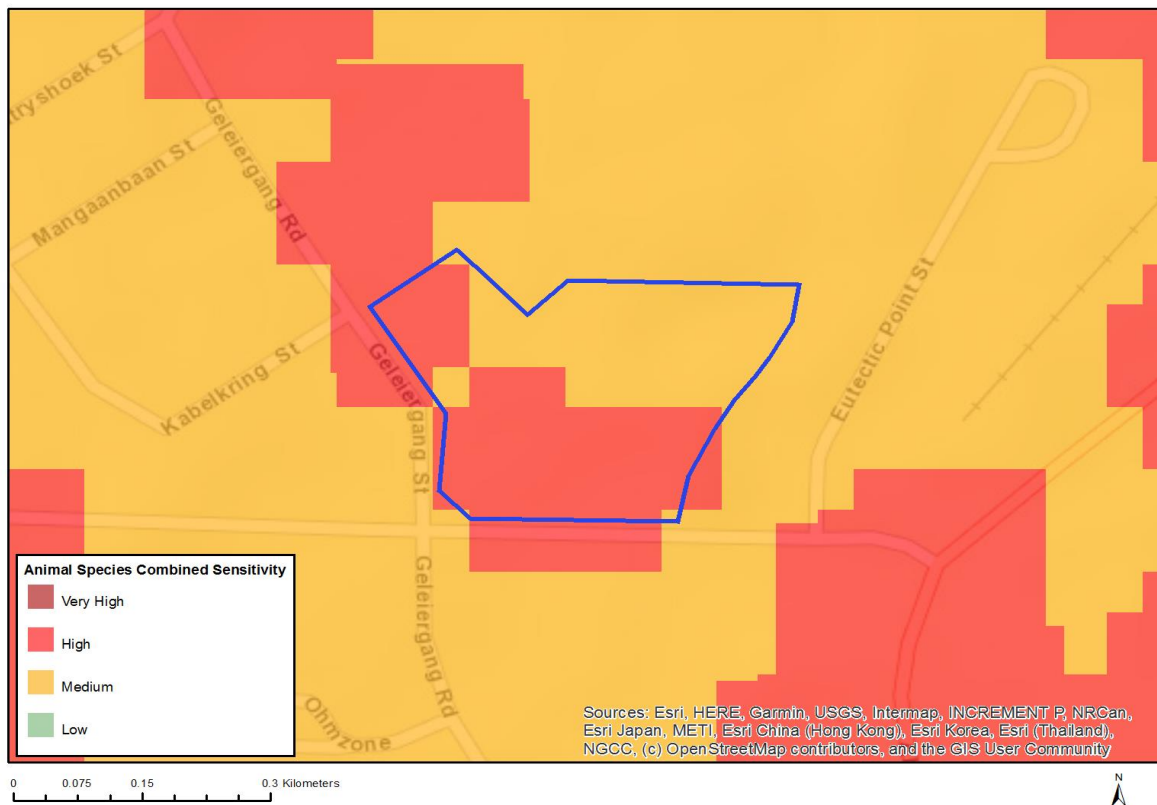 tryshoek St
Geleiergang Rd
Mangaanbaan St
Kabelkring St
Geleiergang St
Eutectic Point St
Geleiergang Rd
Ohmzone
Animal Species Combined Sensitivity
Very High
High
Medium
Low
Sources: Esri, HERE, Garmin, USGS, Intermap, INCREMENT P, NRCan,
Esri Japan, METI, Esri China (Hong Kong), Esri Korea, Esri (Thailand),
NGCC, (c) OpenStreetMap contributors, and the GIS User Community
0 0.075 0.15 0.3 Kilometers
N